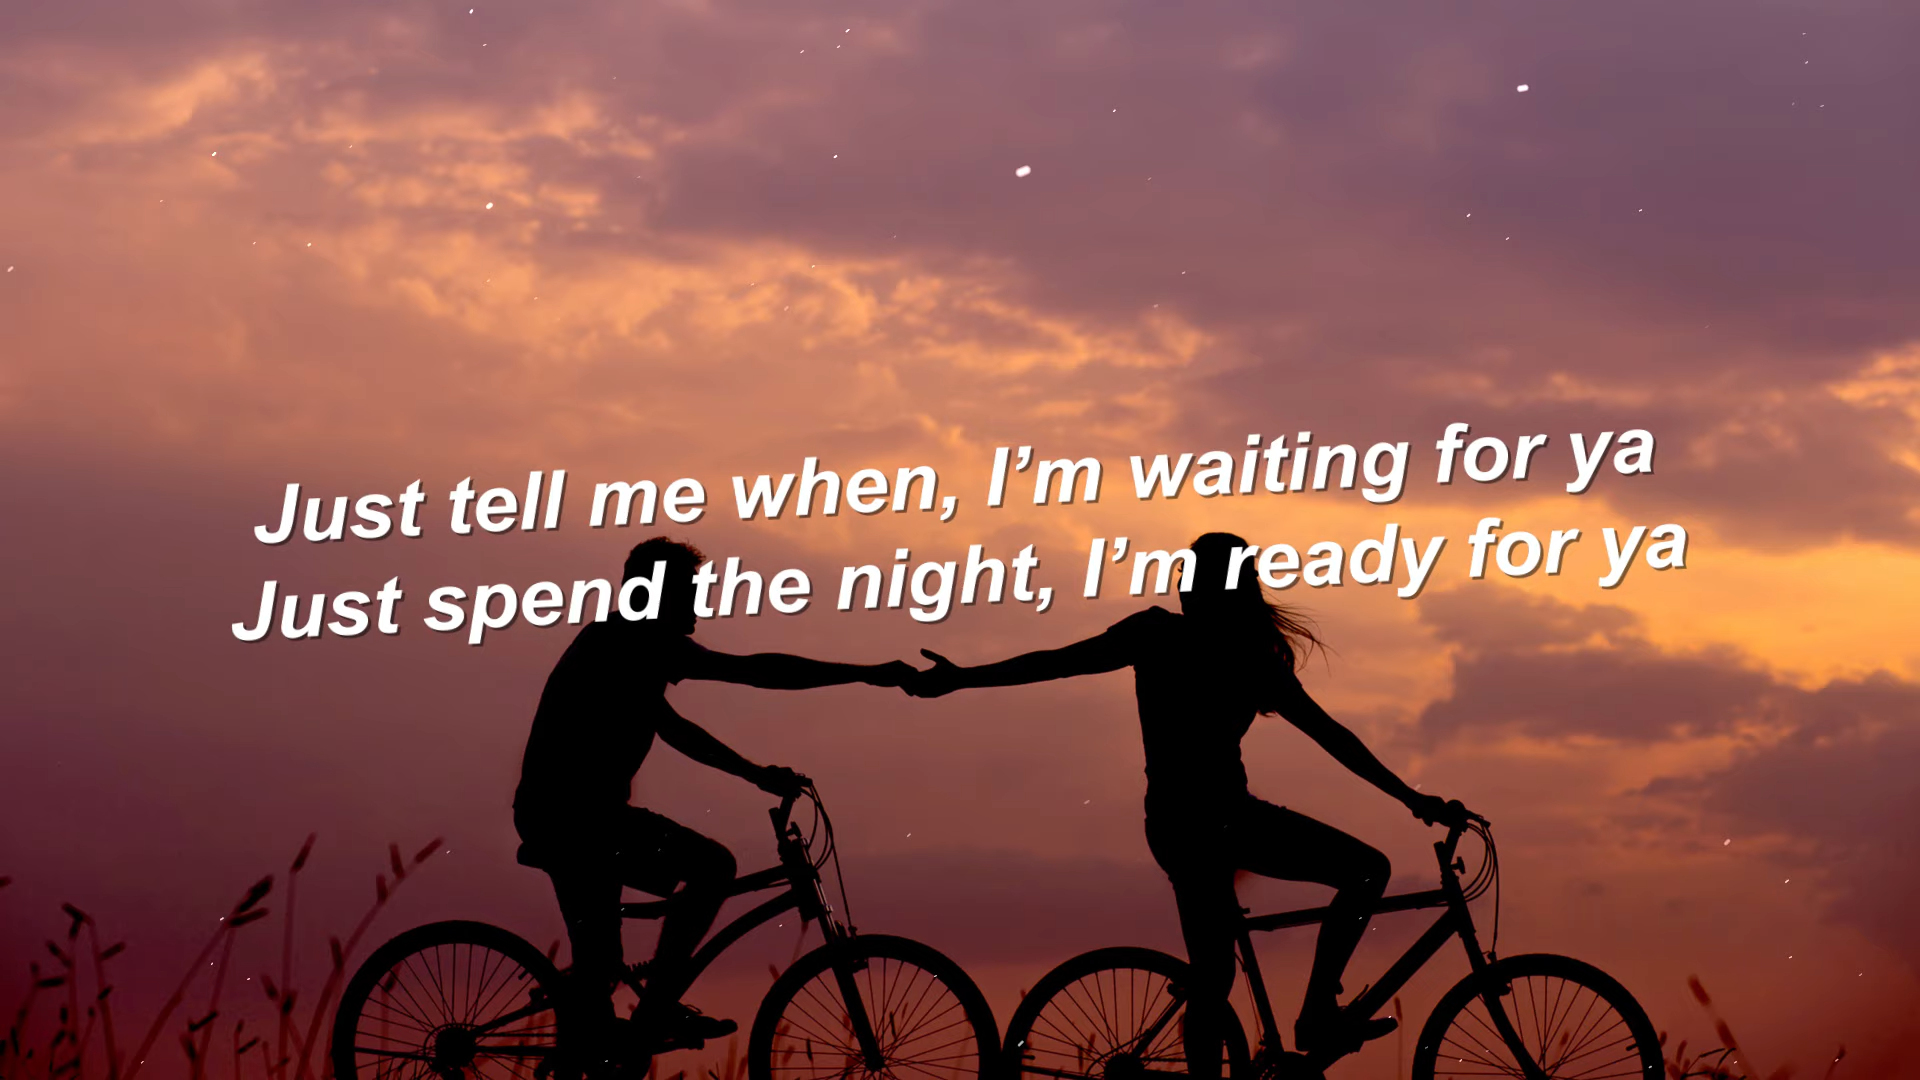 Just tell me when, I’m waiting for ya
Just spend the night, I’m ready for ya